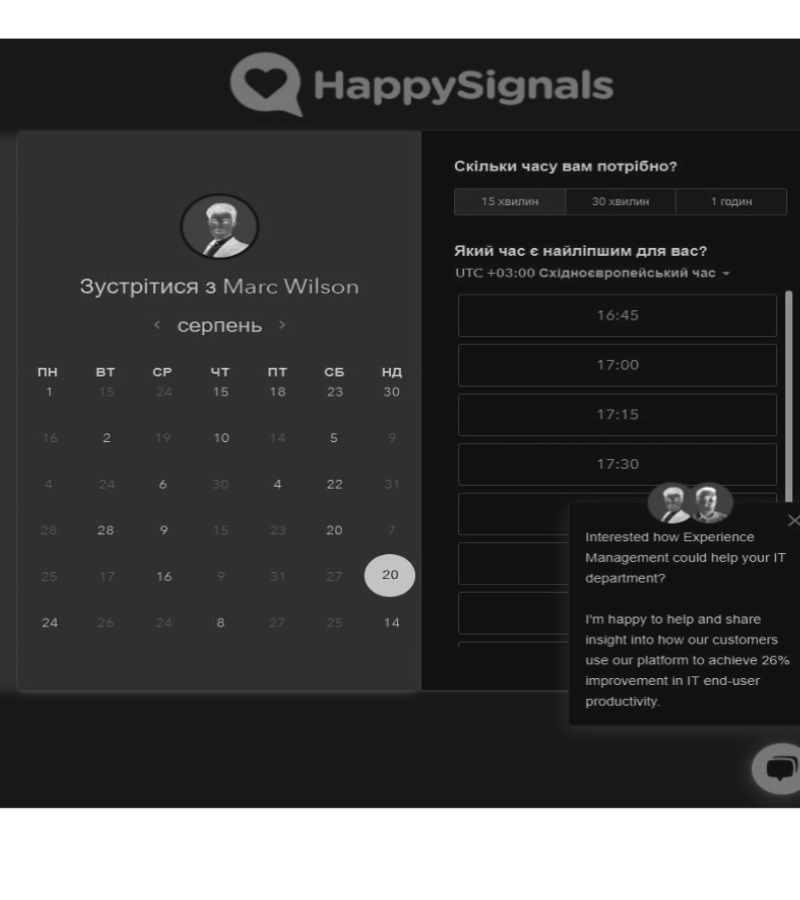 HappySignals
Зустрітися з Marc Wilson
серпень
ПН ВТ СР ЧТ ПТ СБ НД
1 15 24 15 18 23 30
16 2 19 10 14 5 9
4 24 6 30 4 22 31
28 28 9 15 23 20 7
25 17 16 9 31 27 20
24 26 24 8 27 25 14
Скільки часу вам потрібно?
15 хвилин 30 хвилин 1 годин
Який час є найліпшим для вас?
UTC +03:00 Східноєвропейський час
16:45
17:00
17:15
17:30
Interested how Experience
Management could help your IT
department?
I'm happy to help and share
insight into how our customers
use our platform to achieve 26%
improvement in IT end-user
productivity.